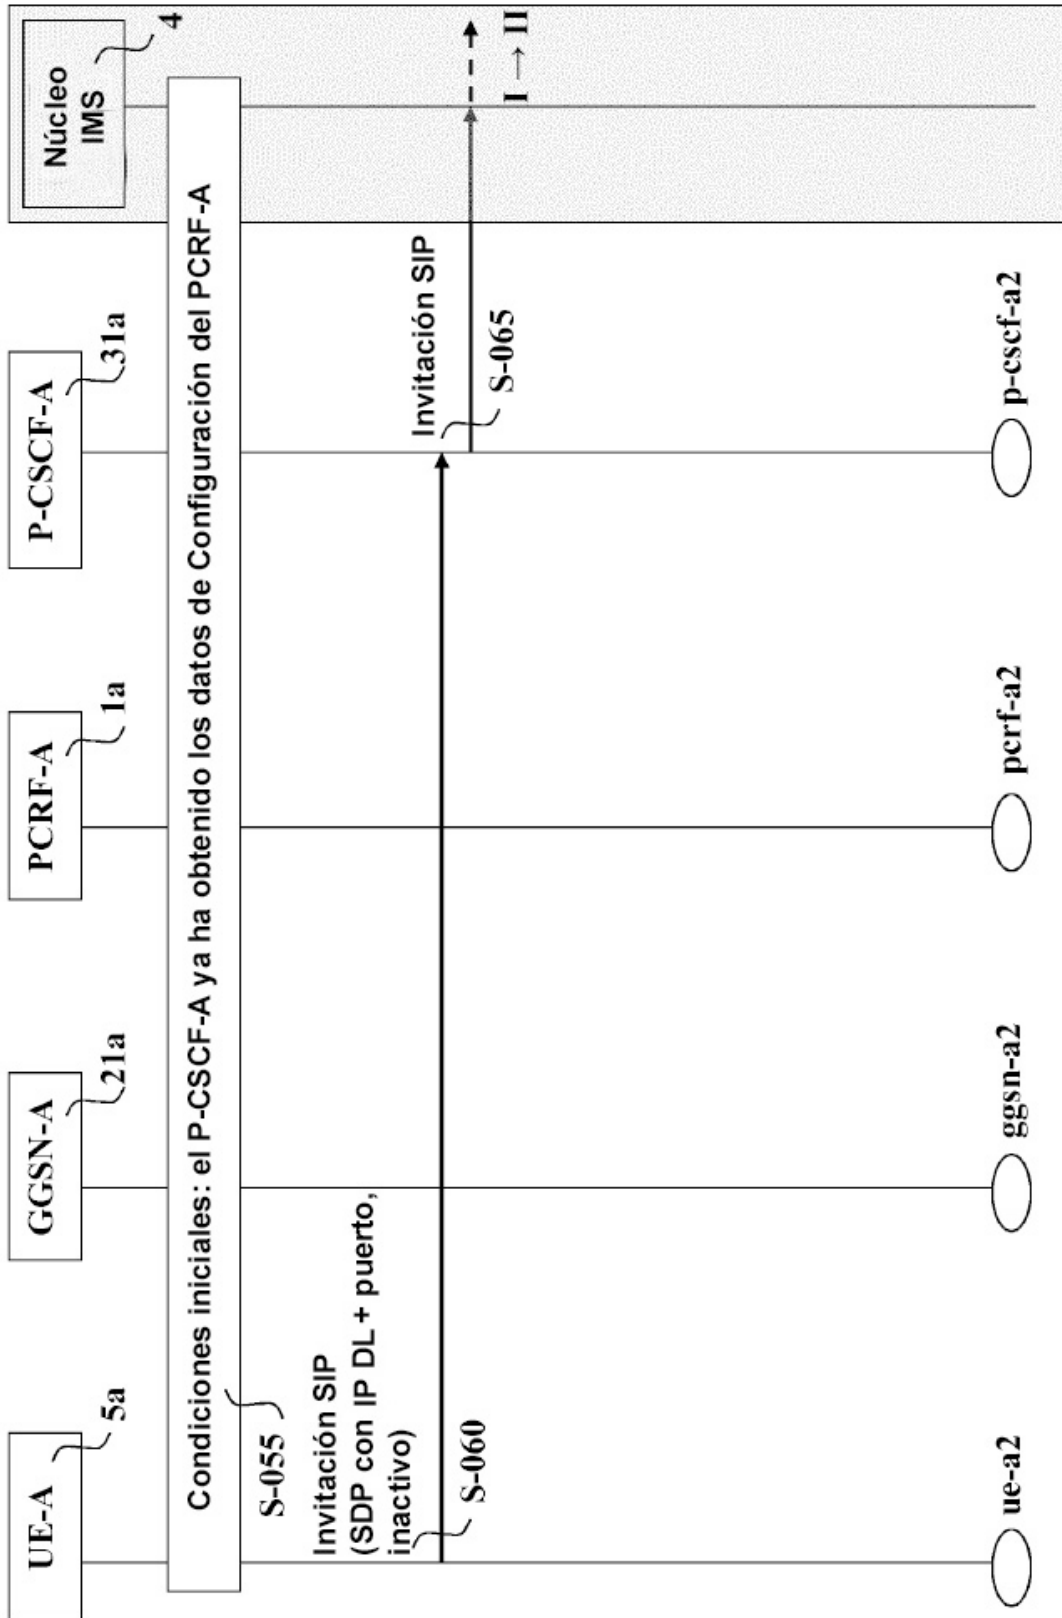 UE-A
5a
GGSN-A
21a
PCRF-A
1a
P-CSCF-A
31a
Núcleo
IMS
4
Condiciones iniciales: el P-CSCF-A ya ha obtenido los datos de Configuración del PCRF-A
S-055
Invitación SIP
(SDP con IP DL + puerto,
inactivo)
S-060
Invitación SIP
S-065
I → II
ue-a2
ggsn-a2
pcrf-a2
p-cscf-a2